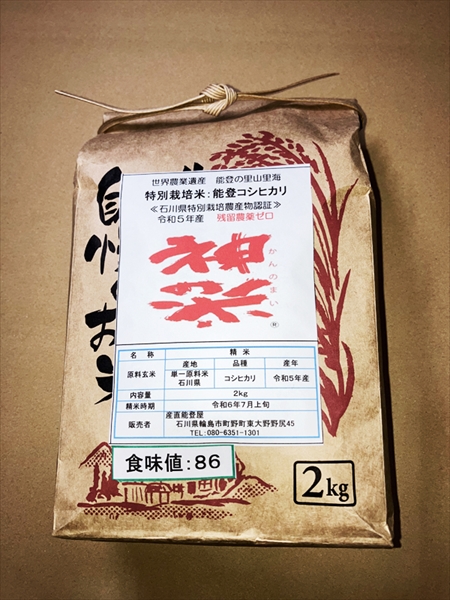 世界農業遺産 能登の里山里海
特別栽培米：能登コシヒカリ
≪石川県特別栽培農産物認証≫
令和５年産 残留農薬ゼロ
神の米
かんのまい
®
名 称 精 米
原料玄米 産地 品種 産年
単一原料米 石川県 コシヒカリ 令和５年産
内容量 2kg
精米時期 令和６年７月上旬
販売者 産直能登屋
石川県輪島市町野町東大野野尻45
TEL:080-6351-1301
食味値：86
2kg